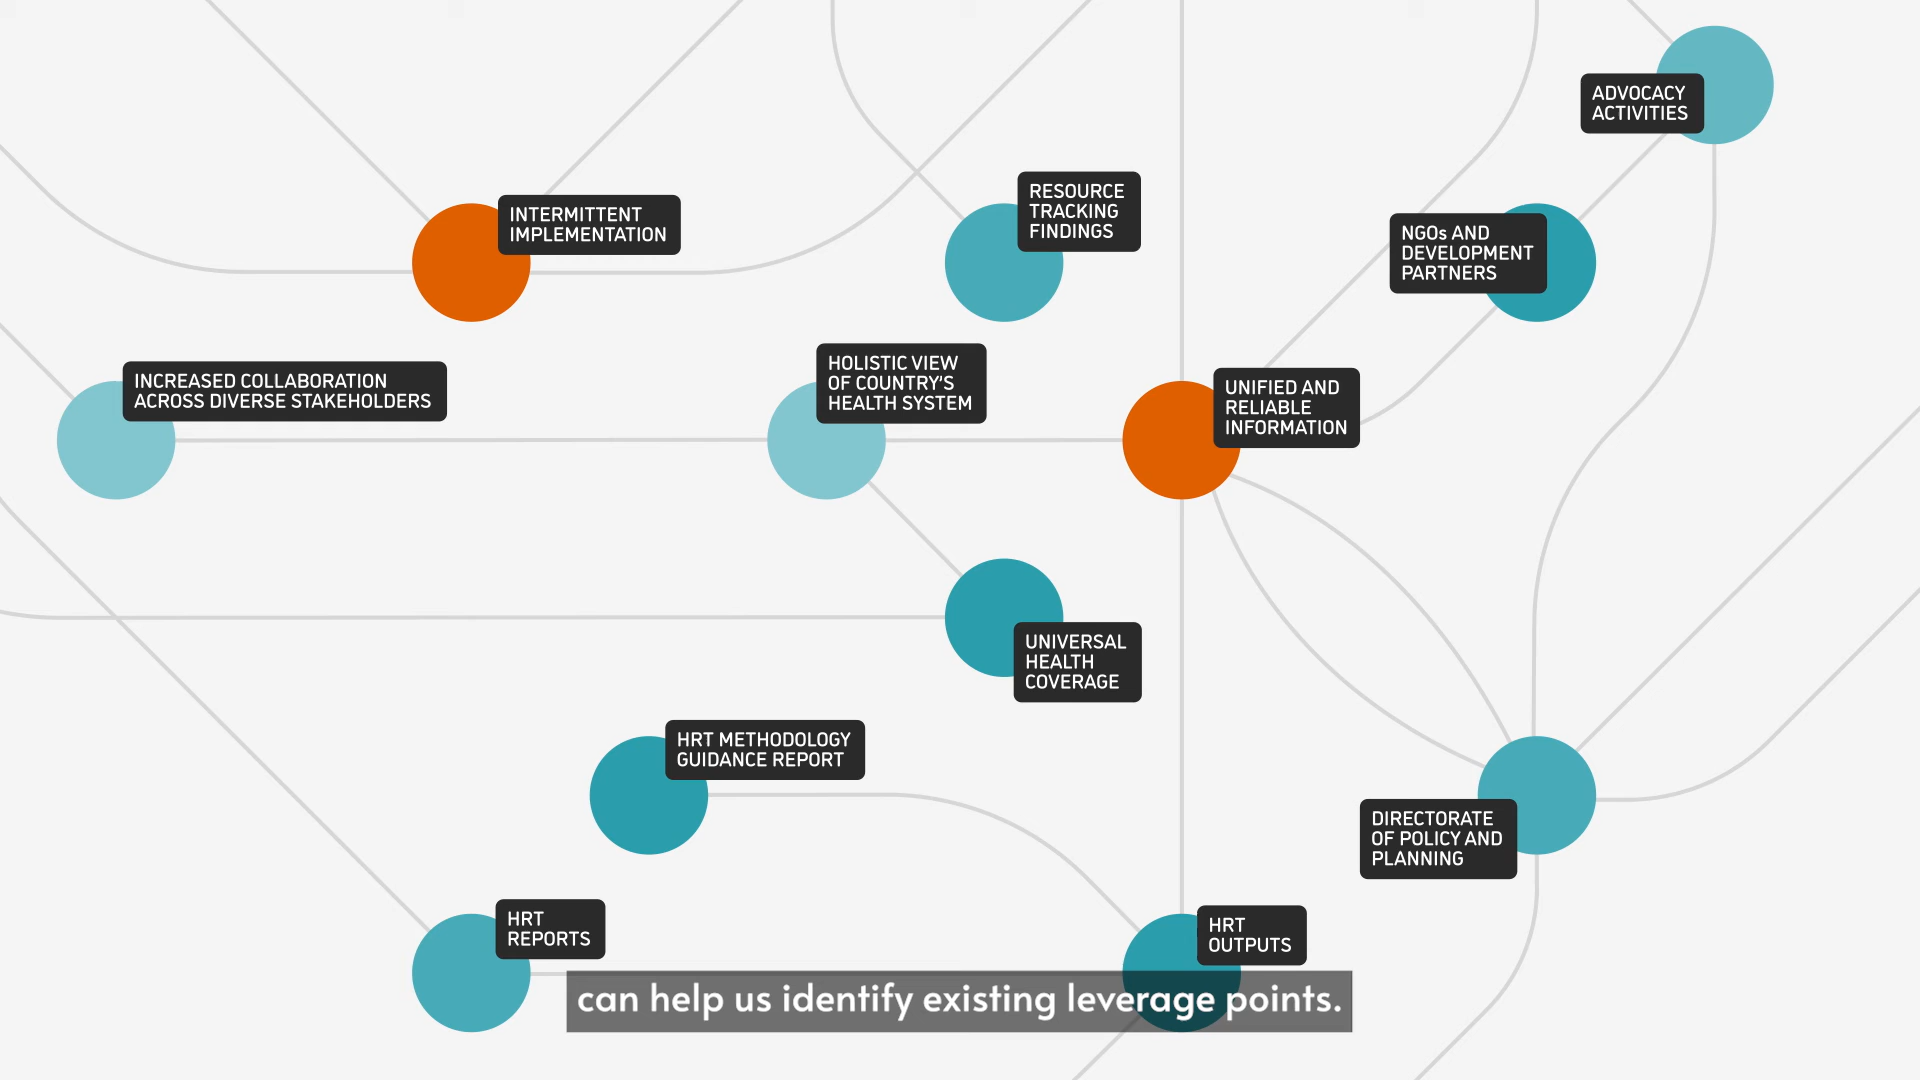 ADVOCACY
ACTIVITIES
RESOURCE
TRACKING
FINDINGS
INTERMITTENT
IMPLEMENTATION
NGOs AND
DEVELOPMENT
PARTNERS
HOLISTIC VIEW
OF COUNTRY'S
HEALTH SYSTEM
INCREASED COLLABORATION
ACROSS DIVERSE STAKEHOLDERS
UNIFIED AND
RELIABLE
INFORMATION
UNIVERSAL
HEALTH
COVERAGE
HRT METHODOLOGY
GUIDANCE REPORT
DIRECTORATE
OF POLICY AND
PLANNING
HRT
REPORTS
HRT
OUTPUTS
can help us identify existing leverage points.